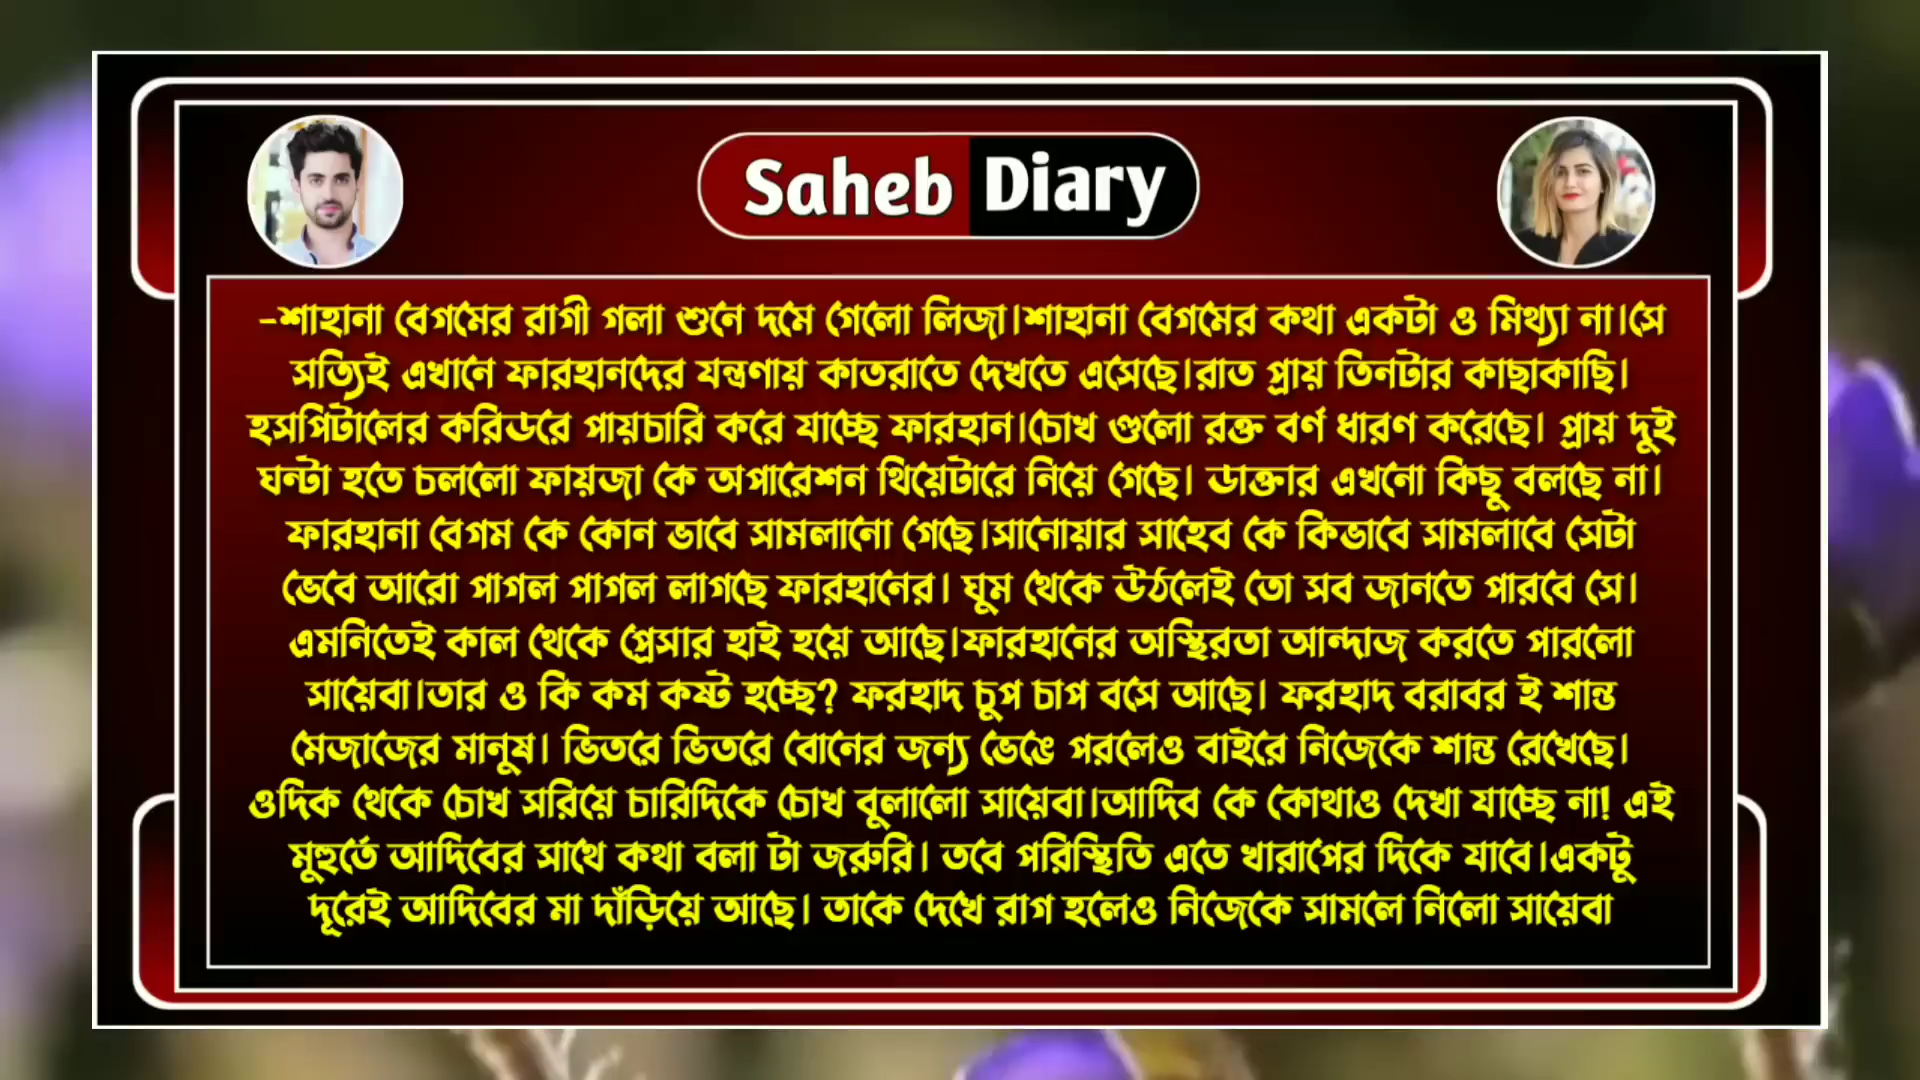 Saheb Diary
-শাহানা বেগমের রাগী গলা শুনে দমে গেলো লিজা।শাহানা বেগমের কথা একটা ও মিথ্যা না।সে
সত্যিই এখানে ফারহানদের যন্ত্রণায় কাতরাতে দেখতে এসেছে।রাত প্রায় তিনটার কাছাকাছি।
হসপিটালের করিডরে পায়চারি করে যাচ্ছে ফারহান।চোখ গুলো রক্ত বর্ণ ধারণ করেছে। প্রায় দুই
ঘন্টা হতে চললো ফায়জা কে অপারেশন থিয়েটারে নিয়ে গেছে। ডাক্তার এখনো কিছু বলছে না।
ফারহানা বেগম কে কোন ভাবে সামলানো গেছে।সানোয়ার সাহেব কে কিভাবে সামলাবে সেটা
ভেবে আরো পাগল পাগল লাগছে ফারহানের। ঘুম থেকে উঠলেই তো সব জানতে পারবে সে।
এমনিতেই কাল থেকে প্রেসার হাই হয়ে আছে।ফারহানের অস্থিরতা আন্দাজ করতে পারলো
সায়েবা।তার ও কি কম কষ্ট হচ্ছে? ফরহাদ চুপ চাপ বসে আছে। ফরহাদ বরাবর ই শান্ত
মেজাজের মানুষ। ভিতরে ভিতরে বোনের জন্য ভেঙে পরলেও বাইরে নিজেকে শান্ত রেখেছে।
ওদিক থেকে চোখ সরিয়ে চারিদিকে চোখ বুলালো সায়েবা।আদিব কে কোথাও দেখা যাচ্ছে না! এই
মুহুর্তে আদিবের সাথে কথা বলা টা জরুরি। তবে পরিস্থিতি এতে খারাপের দিকে যাবে।একটু
দূরেই আদিবের মা দাঁড়িয়ে আছে। তাকে দেখে রাগ হলেও নিজেকে সামলে নিলো সায়েবা